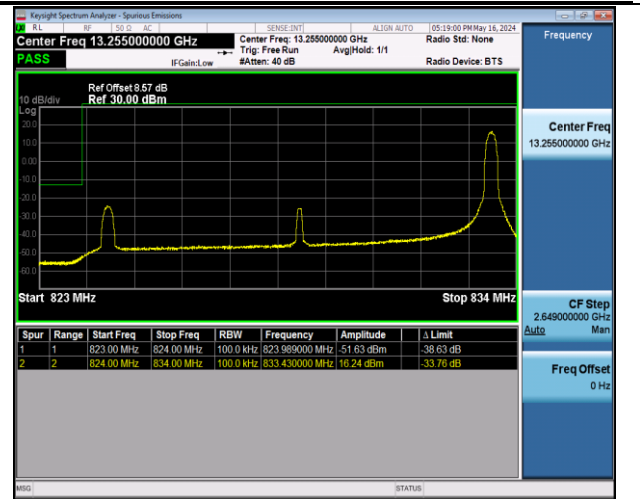 Keysight Spectrum Analyzer - Spurious Emissions
RL RF 50 Ω AC SENSE:INT ALIGN AUTO 05:19:00 PM May 16, 2024
Center Freq 13.255000000 GHz Center Freq: 13.255000000 GHz Radio Std: None Frequency
Trig: Free Run Avg|Hold: 1/1
PASS IFGain:Low #Atten: 40 dB Radio Device: BTS
Ref Offset 8.57 dB
10 dB/div Ref 30.00 dBm
Log
20.0
10.0
0.00
-10.0
-20.0
-30.0
-40.0
-50.0
-60.0
Start 823 MHz Stop 834 MHz
Center Freq
13.255000000 GHz
CF Step
2.649000000 GHz
Auto Man
Freq Offset
0 Hz
Spur Range Start Freq Stop Freq RBW Frequency Amplitude Δ Limit
1 1 823.00 MHz 824.00 MHz 100.0 kHz 823.989000 MHz -51.63 dBm -38.63 dB
2 2 824.00 MHz 834.00 MHz 100.0 kHz 833.430000 MHz 16.24 dBm -33.76 dB
MSG STATUS